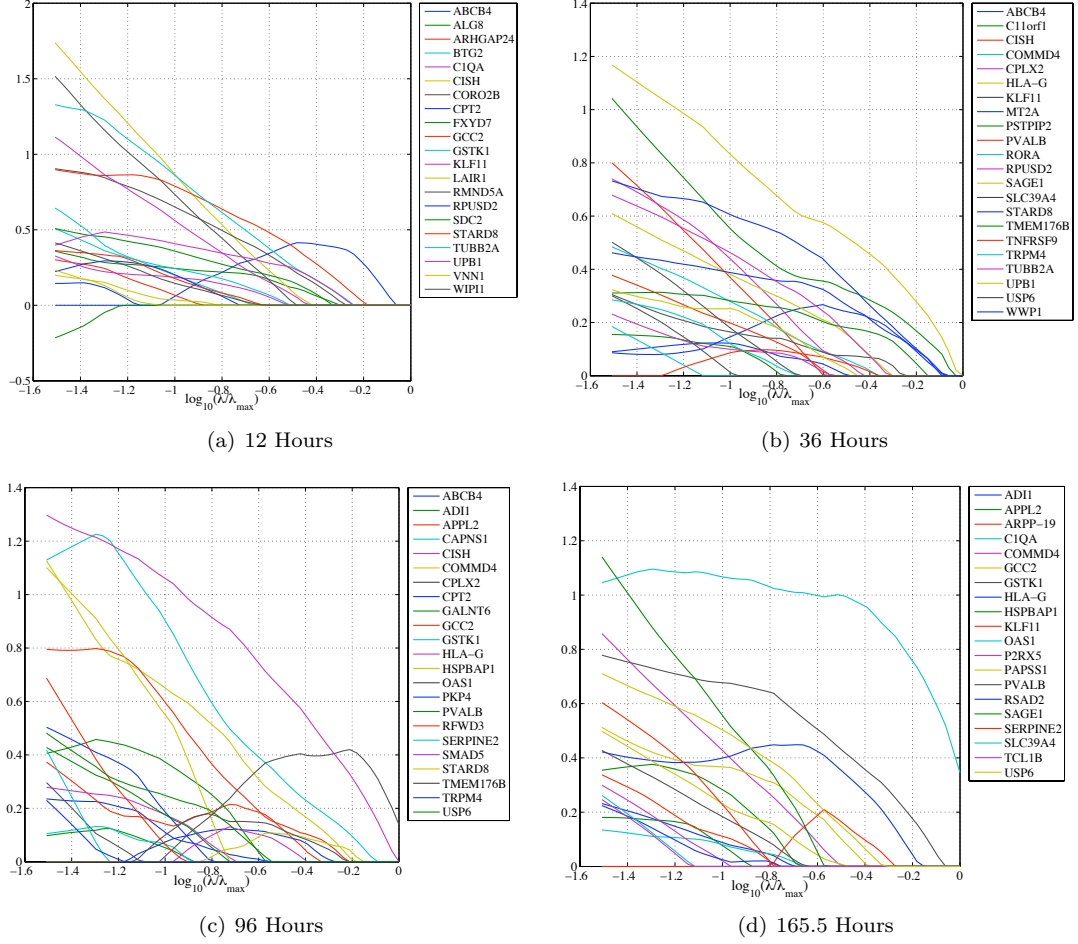 2
1.5
1
0.5
0
−0.5
−1.6
−1.4
−1.2
−1
−0.8
−0.6
−0.4
−0.2
0
log10(λ/λmax)
ABCB4
ALG8
ARHGAP24
BTG2
C1QA
CISH
CORO2B
CPT2
FXYD7
GCC2
GSTK1
KLF11
LAIR1
RMND5A
RPUSD2
SDC2
STARD8
TUBB2A
UPB1
VNN1
WIPI1
(a) 12 Hours
1.4
1.2
1
0.8
0.6
0.4
0.2
0
−1.6
−1.4
−1.2
−1
−0.8
−0.6
−0.4
−0.2
0
log10(λ/λmax)
ABCB4
C11orf1
CISH
COMMD4
CPLX2
HLA−G
KLF11
MT2A
PSTPIP2
PVALB
RORA
RPUSD2
SAGE1
SLC39A4
STARD8
TMEM176B
TNFRSF9
TRPM4
TUBB2A
UPB1
USP6
WWP1
(b) 36 Hours
1.4
1.2
1
0.8
0.6
0.4
0.2
0
−1.6
−1.4
−1.2
−1
−0.8
−0.6
−0.4
−0.2
0
log10(λ/λmax)
ABCB4
ADI1
APPL2
CAPNS1
CISH
COMMD4
CPLX2
CPT2
GALNT6
GCC2
GSTK1
HLA−G
HSPBAP1
OAS1
PKP4
PVALB
RFWD3
SERPINE2
SMAD5
STARD8
TMEM176B
TRPM4
USP6
(c) 96 Hours
1.4
1.2
1
0.8
0.6
0.4
0.2
0
−1.6
−1.4
−1.2
−1
−0.8
−0.6
−0.4
−0.2
0
log10(λ/λmax)
ADI1
APPL2
ARPP−19
C1QA
COMMD4
GCC2
GSTK1
HLA−G
HSPBAP1
KLF11
OAS1
P2RX5
PAPSS1
PVALB
RSAD2
SAGE1
SERPINE2
SLC39A4
TCL1B
USP6
(d) 165.5 Hours